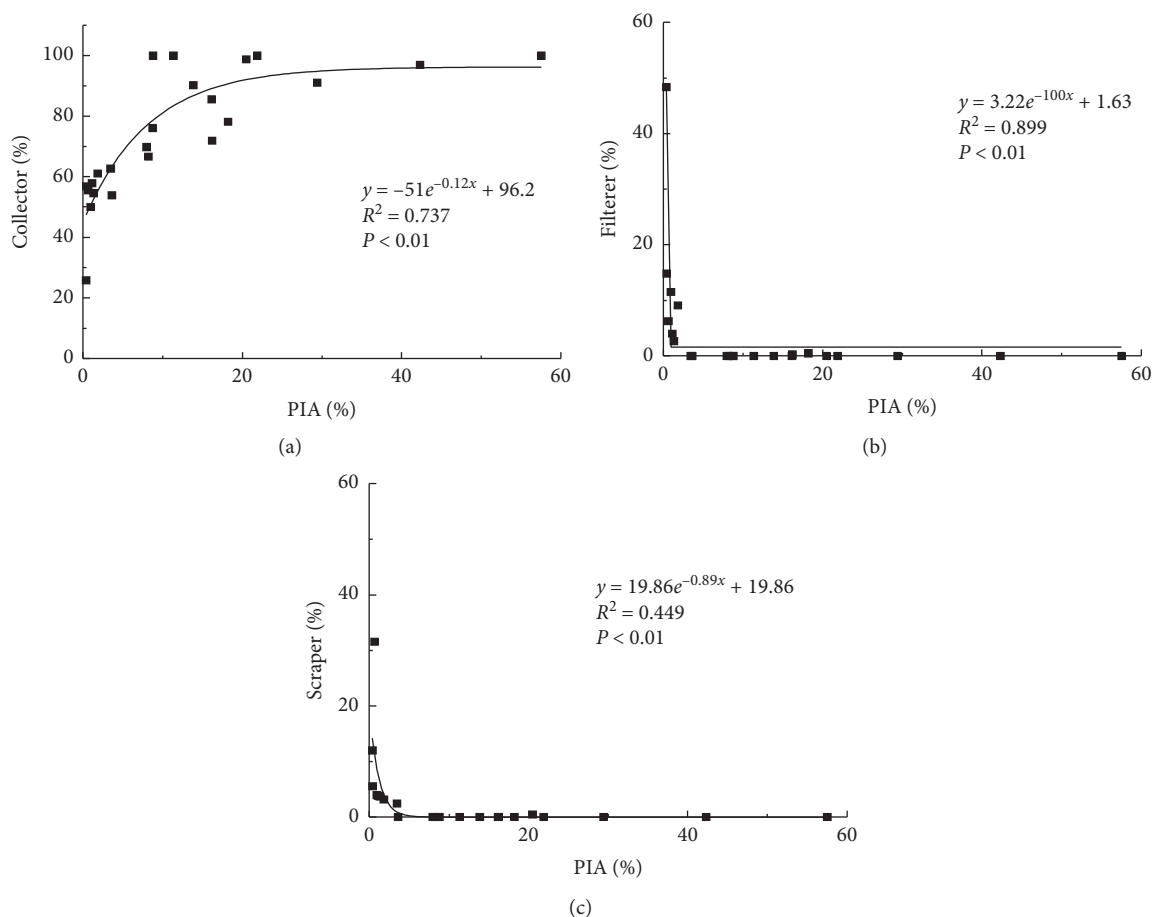 100
80
60
40
20
0
Collector (%)
y = −51e^−0.12x + 96.2
R² = 0.737
P < 0.01
0 20 40 60
PIA (%)
(a)
60
40
20
0
Filterer (%)
y = 3.22e^−100x + 1.63
R² = 0.899
P < 0.01
0 20 40 60
PIA (%)
(b)
60
40
20
0
Scraper (%)
y = 19.86e^−0.89x + 19.86
R² = 0.449
P < 0.01
0 20 40 60
PIA (%)
(c)